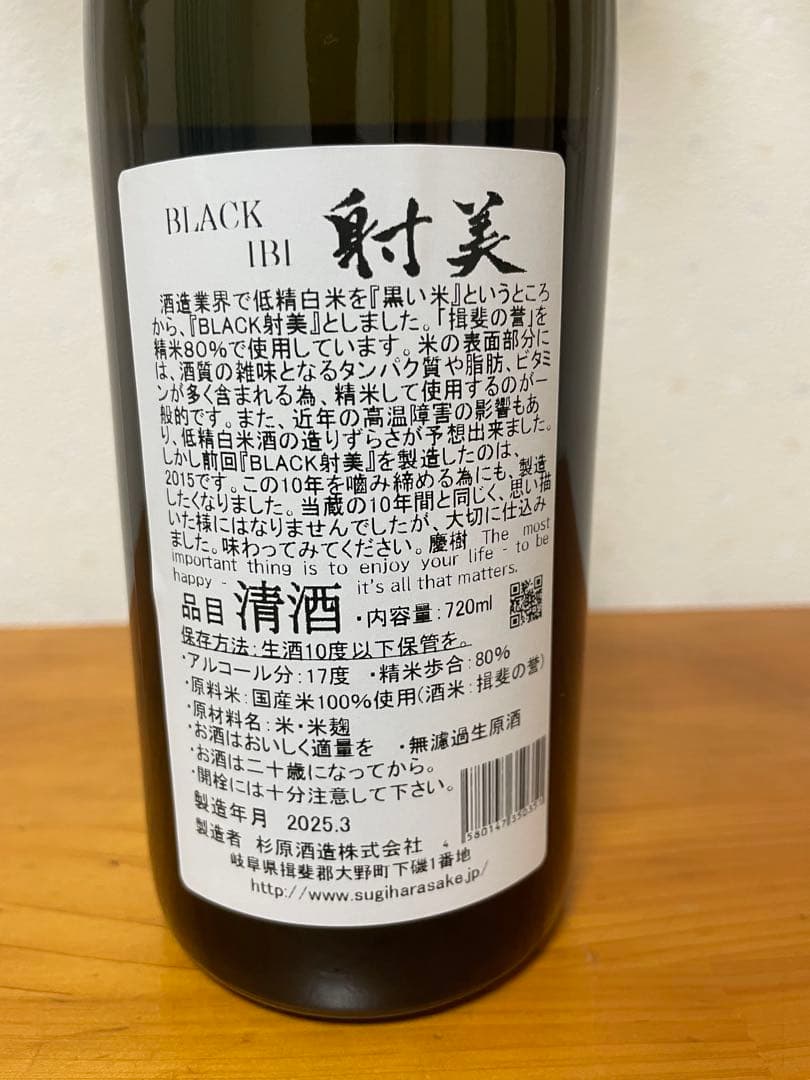 BLACK
IBI
射美
酒造業界で低精白米を『黒い米』というところ
から、『BLACK射美』としました。「揖斐の誉」を
精米80%で使用しています。米の表面部分に
は、酒質の雑味となるタンパク質や脂肪、ビタミ
ンが多く含まれる為、精米して使用するのが一
般的です。また、近年の高温障害の影響もあ
り、低精白米酒の造りずらさが予想出来ました。
しかし前回『BLACK射美』を製造したのは、
2015です。この10年を噛み締める為にも、製造
したくなりました。当蔵の10年間と同じく、思い描
いた様にはなりませんでしたが、大切に仕込み
ました。味わってみてください。慶樹 The most
important thing is to enjoy your life - to be
happy - it's all that matters.
品目 清酒 ・内容量:720ml
保存方法:生酒10度以下保管を。
・アルコール分:17度 ・精米歩合:80%
・原料米:国産米100%使用(酒米:揖斐の誉)
・原材料名:米・米麹
・お酒はおいしく適量を ・無濾過生原酒
・お酒は二十歳になってから。
・開栓には十分注意して下さい。
製造年月 2025.3
製造者 杉原酒造株式会社
岐阜県揖斐郡大野町下磯1番地
http://www.sugiharasake.jp/